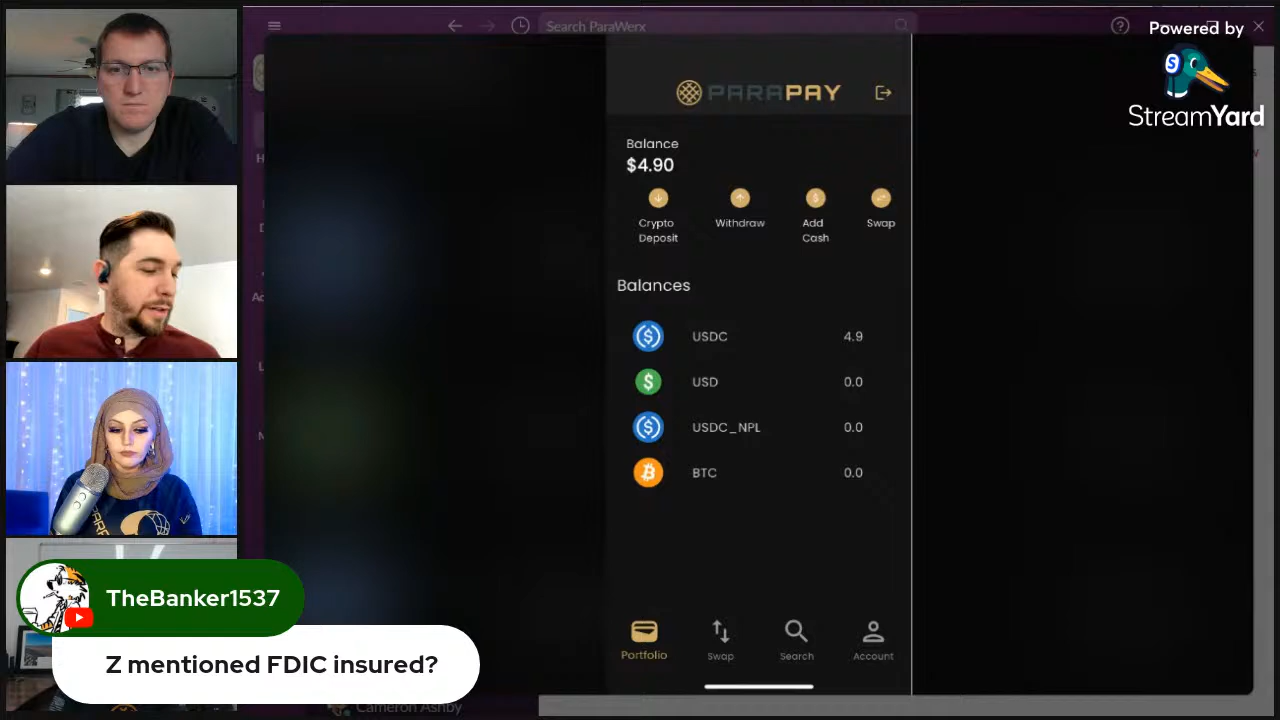 Search ParaWerx
Powered by
StreamYard
PARAPAY
Balance
$4.90
Crypto
Deposit
Withdraw
Add
Cash
Swap
Balances
USDC
4.9
USD
0.0
USDC_NPL
0.0
BTC
0.0
Portfolio
Swap
Search
Account
TheBanker1537
Z mentioned FDIC insured?
Cameron Ashby